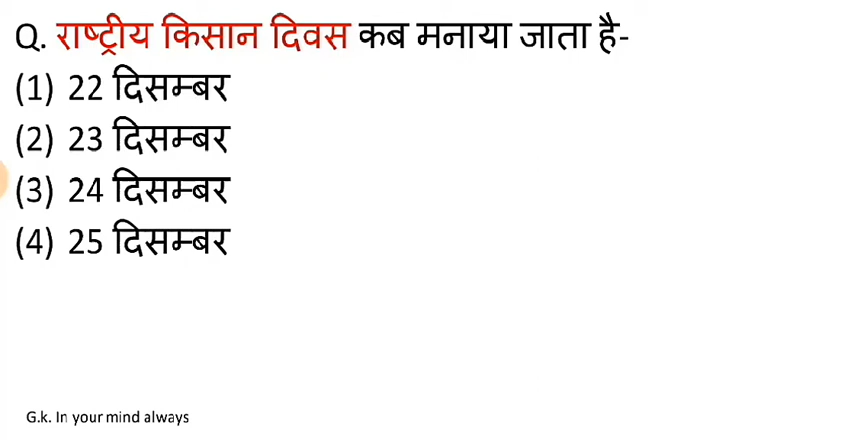 Q. राष्ट्रीय किसान दिवस कब मनाया जाता है-
(1) 22 दिसम्बर
(2) 23 दिसम्बर
(3) 24 दिसम्बर
(4) 25 दिसम्बर
G.k. In your mind always